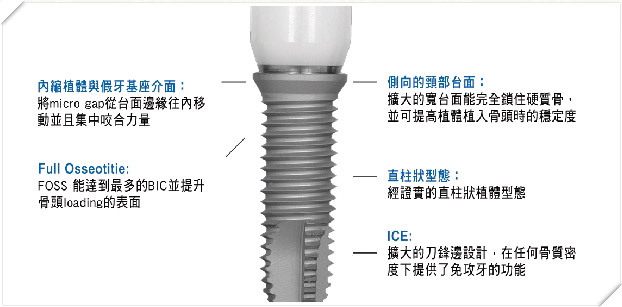 內縮植體與假牙基座介面：
將micro gap從台面邊緣往內移
動並且集中咬合力量
Full Osseotitie:
FOSS 能達到最多的BIC並提升
骨頭loading的表面
側向的頸部台面：
擴大的寬台面能完全鎖住硬質骨，
並可提高植體植入骨頭時的穩定度
直柱狀型態：
經證實的直柱狀植體型態
ICE:
擴大的刀鋒邊設計，在任何骨質密
度下提供了免攻牙的功能